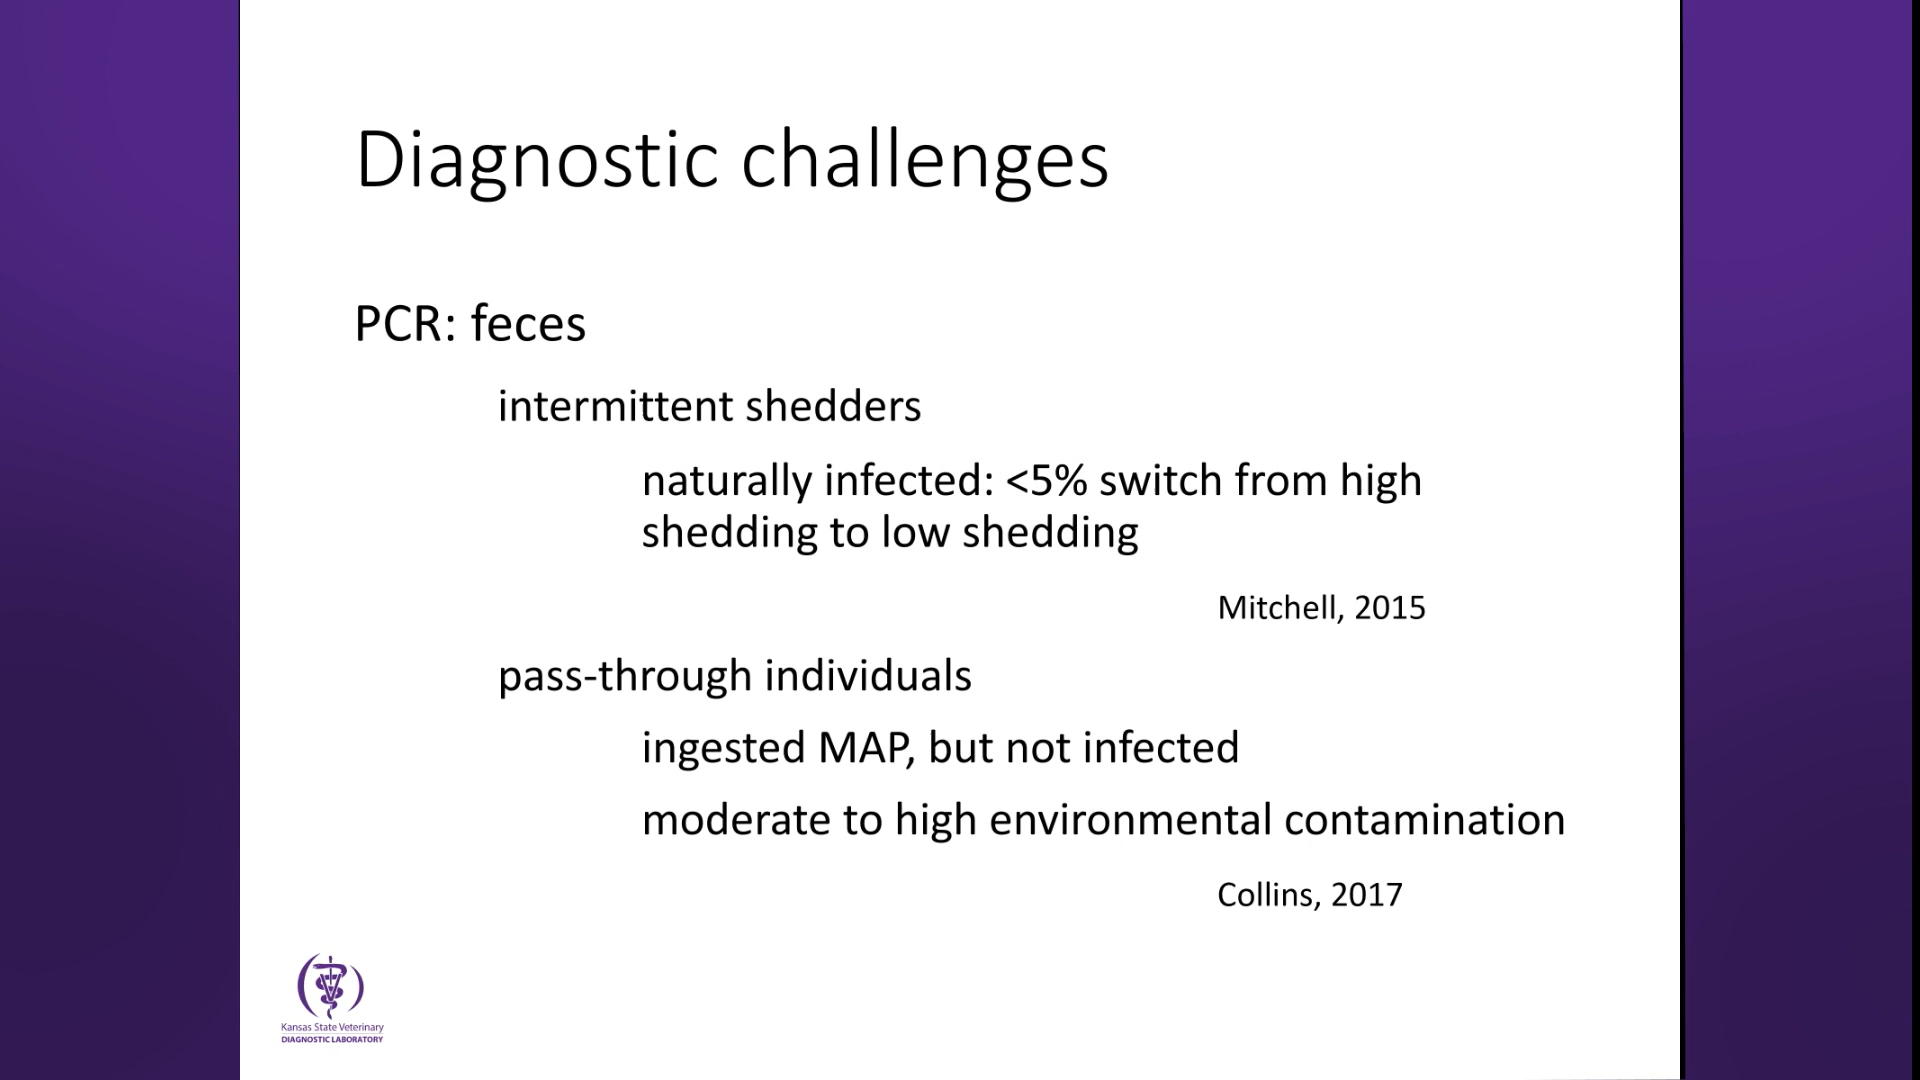 Diagnostic challenges
PCR: feces
intermittent shedders
naturally infected: <5% switch from high
shedding to low shedding
Mitchell, 2015
pass-through individuals
ingested MAP, but not infected
moderate to high environmental contamination
Collins, 2017
Kansas State Veterinary
DIAGNOSTIC LABORATORY